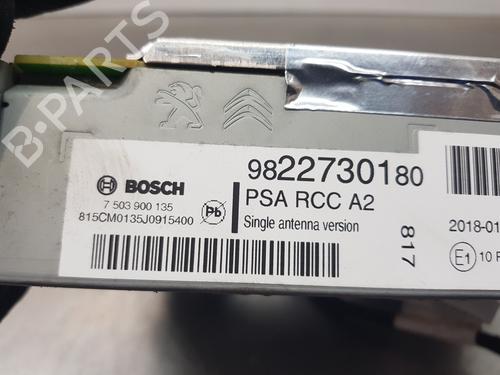 B-PARTS
BOSCH
7 503 900 135
815CM0135J0915400
Pb
9822730180
PSA RCC A2
Single antenna version
817
2018-01
E1
10